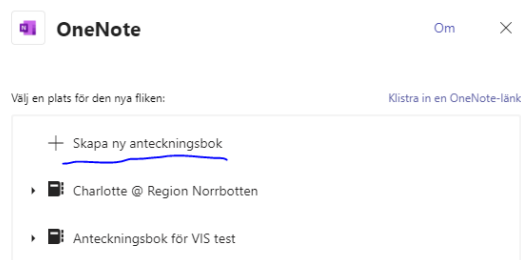 OneNote
Om
Välj en plats för den nya fliken:
Klistra in en OneNote-länk
Skapa ny anteckningsbok
Charlotte @ Region Norrbotten
Anteckningsbok för VIS test